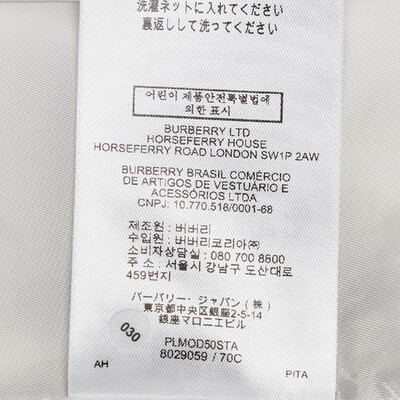 洗濯ネットに入れてください
裏返しして洗ってください
어린이 제품안전특별법에
의한 표시
BURBERRY LTD
HORSEFERRY HOUSE
HORSEFERRY ROAD LONDON SW1P 2AW
BURBERRY BRASIL COMÉRCIO
DE ARTIGOS DE VESTUÁRIO E
ACESSÓRIOS LTDA
CNPJ: 10.770.516/0001-68
제조원 : 버버리
수입원 : 버버리코리아㈜
소비자상담실 : 080 700 8800
주 소 : 서울시 강남구 도산대로
459번지
バーバリー・ジャパン(株)
東京都中央区銀座2-5-14
銀座マロニエビル
030
PLMOD50STA
8029059 / 70C
AH
PITA